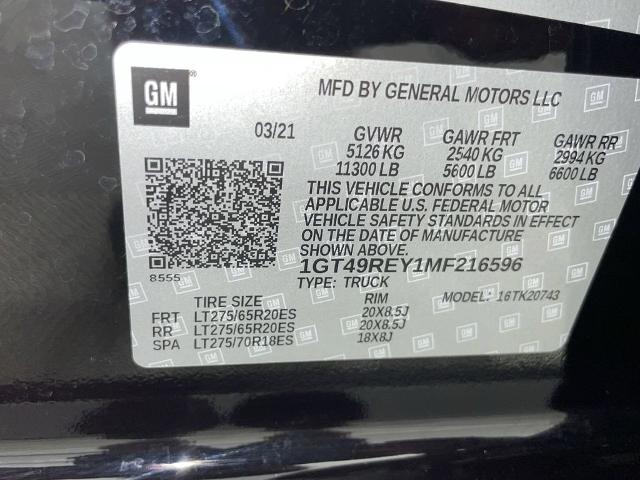 GM
MFD BY GENERAL MOTORS LLC
03/21 GVWR GAWR FRT GAWR RR
5126 KG 2540 KG 2994 KG
11300 LB 5600 LB 6600 LB
THIS VEHICLE CONFORMS TO ALL
APPLICABLE U.S. FEDERAL MOTOR
VEHICLE SAFETY STANDARDS IN EFFECT
ON THE DATE OF MANUFACTURE
SHOWN ABOVE.
8555 1GT49REY1MF216596
TYPE: TRUCK MODEL: 16TK20743
TIRE SIZE RIM
FRT LT275/65R20ES 20X8.5J
RR LT275/65R20ES 20X8.5J
SPA LT275/70R18ES 18X8J